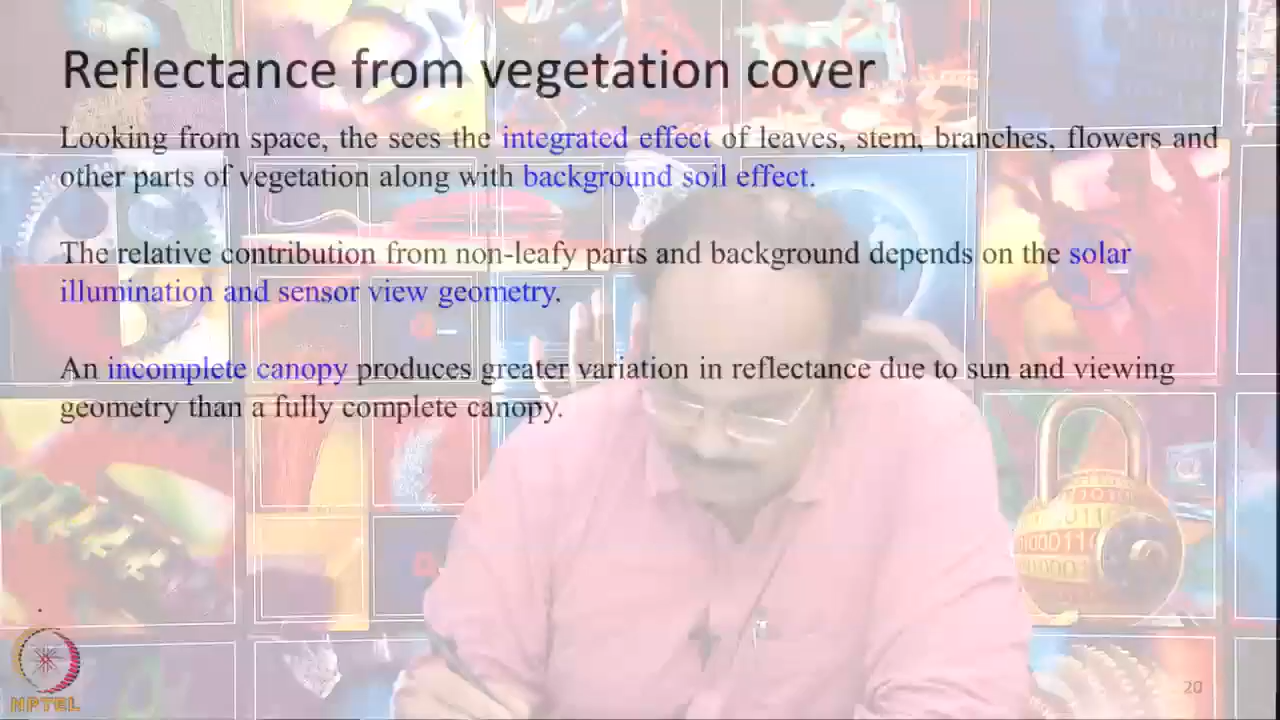 Reflectance from vegetation cover
Looking from space, the sees the integrated effect of leaves, stem, branches, flowers and
other parts of vegetation along with background soil effect.
The relative contribution from non-leafy parts and background depends on the solar
illumination and sensor view geometry.
An incomplete canopy produces greater variation in reflectance due to sun and viewing
geometry than a fully complete canopy.
NPTEL
20